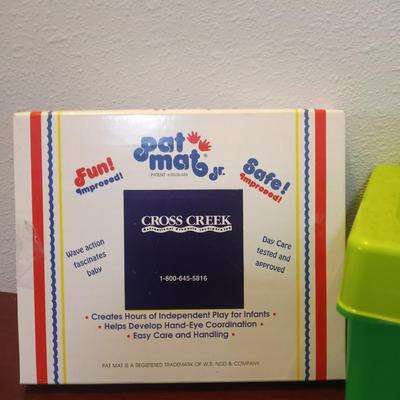 pat
mat® Jr.
Fun!
Improved!
Safe!
Improved!
CROSS CREEK
1-800-645-5816
Wave action
fascinates
baby
Day Care
tested and
approved
• Creates Hours of Independent Play for Infants •
• Helps Develop Hand-Eye Coordination •
• Easy Care and Handling •
PAT MAT IS A REGISTERED TRADEMARK OF W.B. NOD & COMPANY